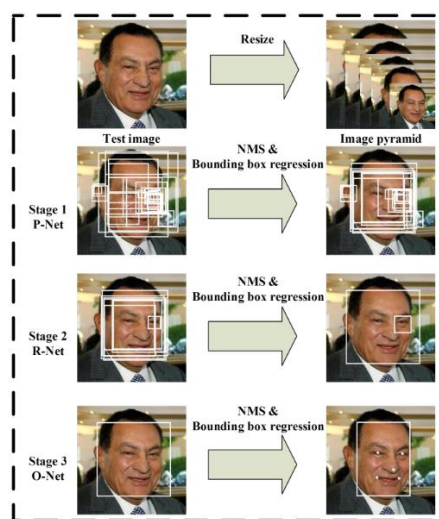 Resize
Test image
Image pyramid
NMS &
Bounding box regression
Stage 1
P-Net
NMS &
Bounding box regression
Stage 2
R-Net
NMS &
Bounding box regression
Stage 3
O-Net